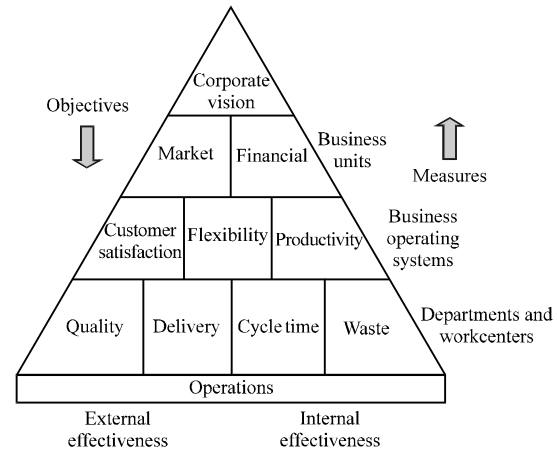 Corporate
vision
Objectives
Market
Financial
Business
units
Measures
Customer
satisfaction
Flexibility
Productivity
Business
operating
systems
Quality
Delivery
Cycle time
Waste
Departments and
workcenters
Operations
External
effectiveness
Internal
effectiveness